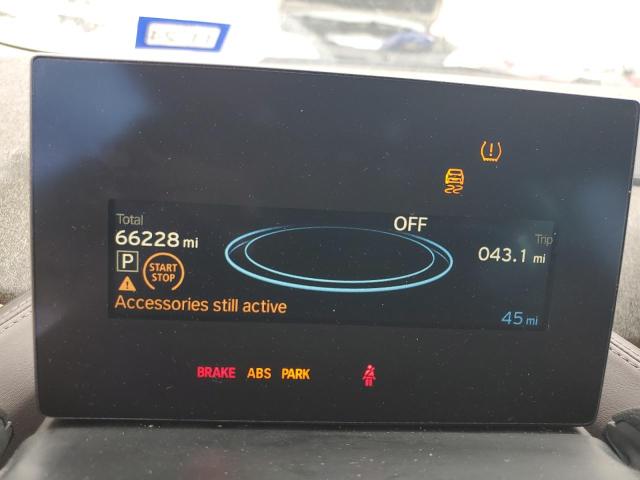 OFF
Total
66228 mi
Trip
043.1 mi
P
START
STOP
Accessories still active
45 mi
BRAKE ABS PARK